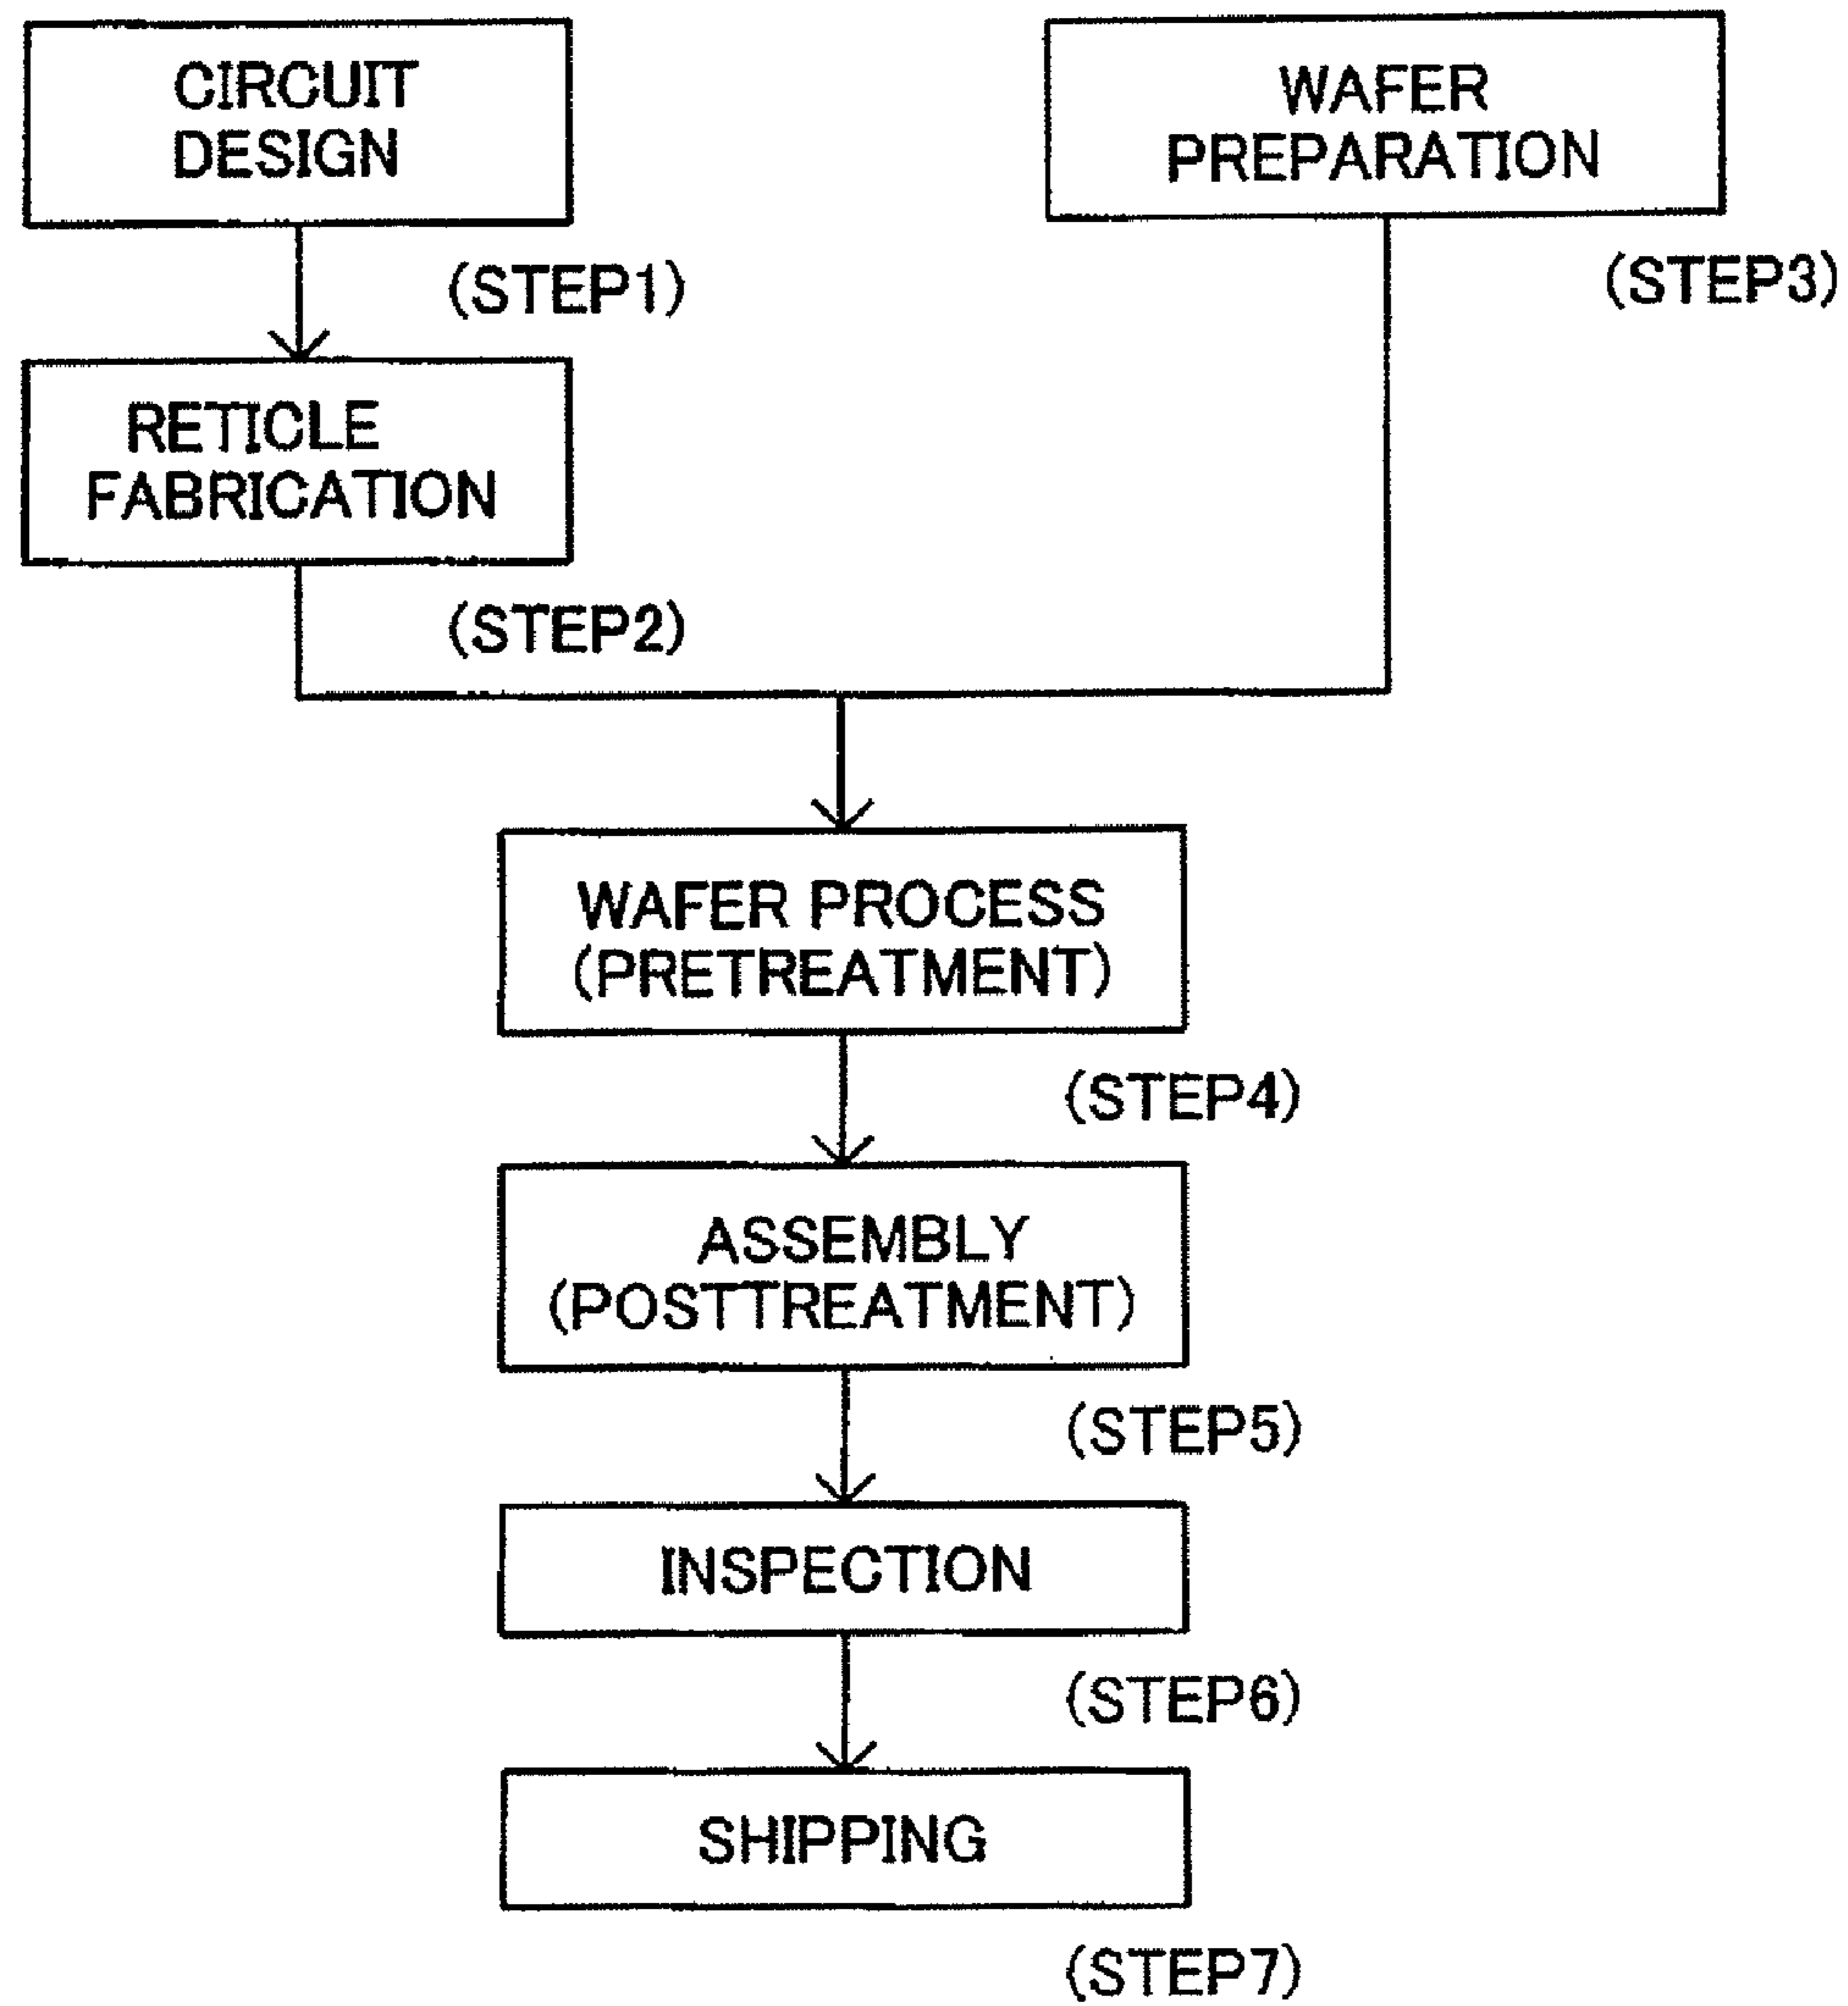 CIRCUIT
DESIGN
(STEP1)
RETICLE
FABRICATION
(STEP2)
WAFER
PREPARATION
(STEP3)
WAFER PROCESS
(PRETREATMENT)
(STEP4)
ASSEMBLY
(POSTTREATMENT)
(STEP5)
INSPECTION
(STEP6)
SHIPPING
(STEP7)